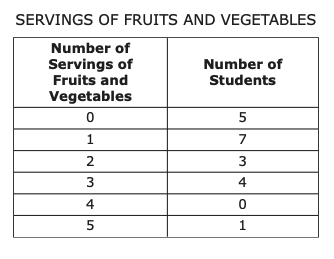 SERVINGS OF FRUITS AND VEGETABLES
Number of
Servings of
Fruits and
Vegetables
Number of
Students
0 5
1 7
2 3
3 4
4 0
5 1